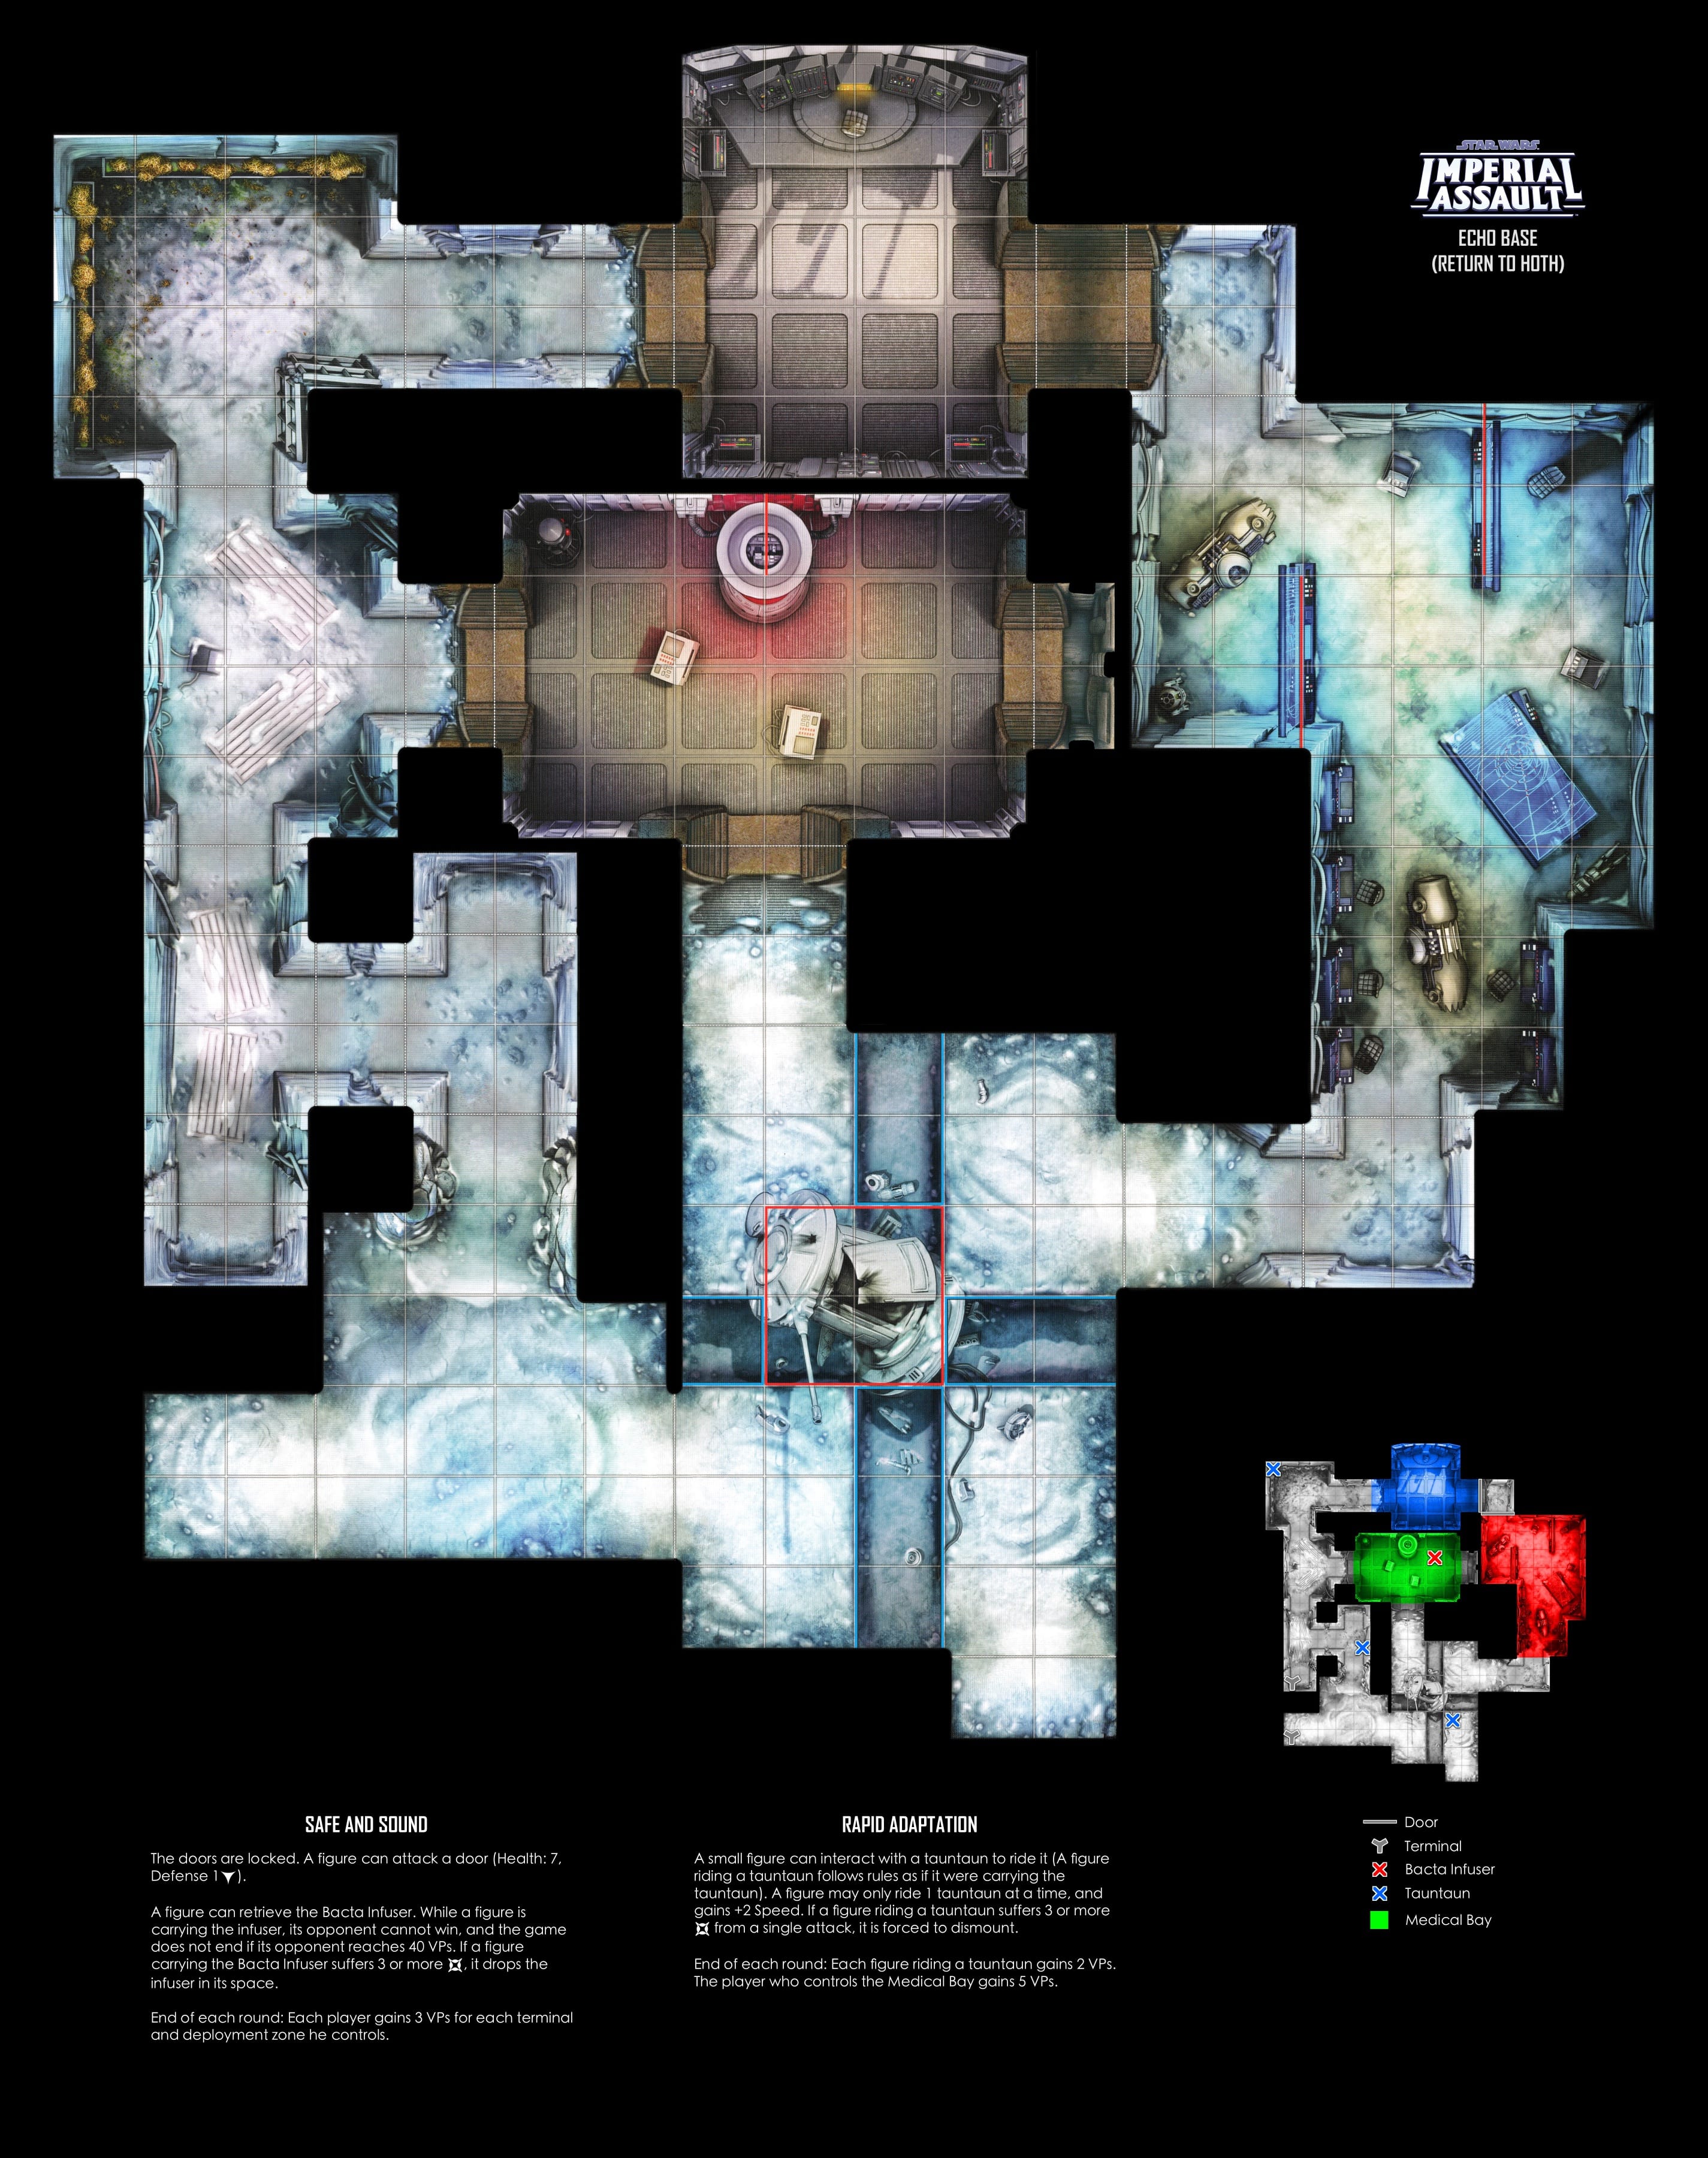 STAR WARS
IMPERIAL
ASSAULT
ECHO BASE
(RETURN TO HOTH)
SAFE AND SOUND
The doors are locked. A figure can attack a door (Health: 7,
Defense 1 ).
A figure can retrieve the Bacta Infuser. While a figure is
carrying the infuser, its opponent cannot win, and the game
does not end if its opponent reaches 40 VPs. If a figure
carrying the Bacta Infuser suffers 3 or more , it drops the
infuser in its space.
End of each round: Each player gains 3 VPs for each terminal
and deployment zone he controls.
RAPID ADAPTATION
A small figure can interact with a tauntaun to ride it (A figure
riding a tauntaun follows rules as if it were carrying the
tauntaun). A figure may only ride 1 tauntaun at a time, and
gains +2 Speed. If a figure riding a tauntaun suffers 3 or more
from a single attack, it is forced to dismount.
End of each round: Each figure riding a tauntaun gains 2 VPs.
The player who controls the Medical Bay gains 5 VPs.
Door
Terminal
Bacta Infuser
Tauntaun
Medical Bay